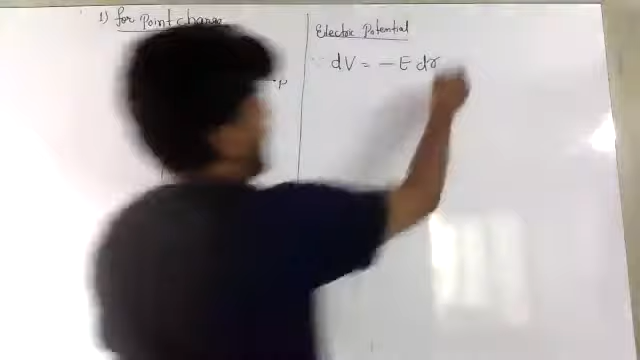 1) for Point charge
P
Electric Potential
∵ dV = - E dr